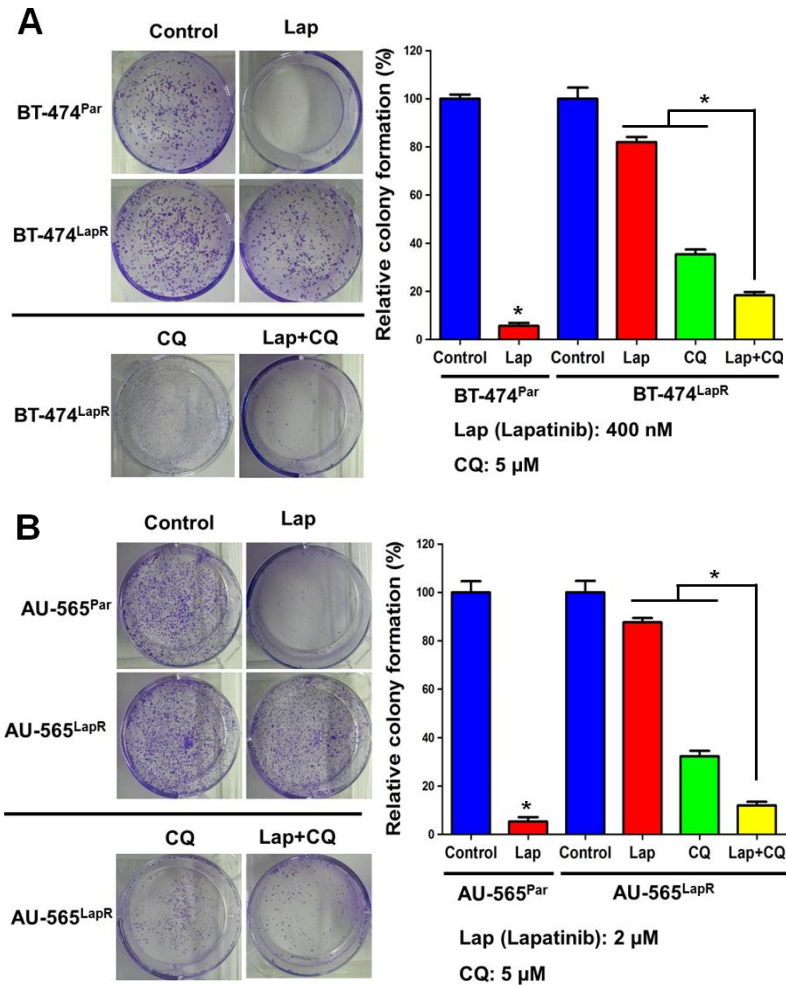 A
Control Lap
BT-474Par
BT-474LapR
CQ Lap+CQ
BT-474LapR
Relative colony formation (%)
120
100
80
60
40
20
0
*
*
Control Lap Control Lap CQ Lap+CQ
BT-474Par BT-474LapR
Lap (Lapatinib): 400 nM
CQ: 5 µM
B
Control Lap
AU-565Par
AU-565LapR
CQ Lap+CQ
AU-565LapR
Relative colony formation (%)
120
100
80
60
40
20
0
*
*
Control Lap Control Lap CQ Lap+CQ
AU-565Par AU-565LapR
Lap (Lapatinib): 2 µM
CQ: 5 µM